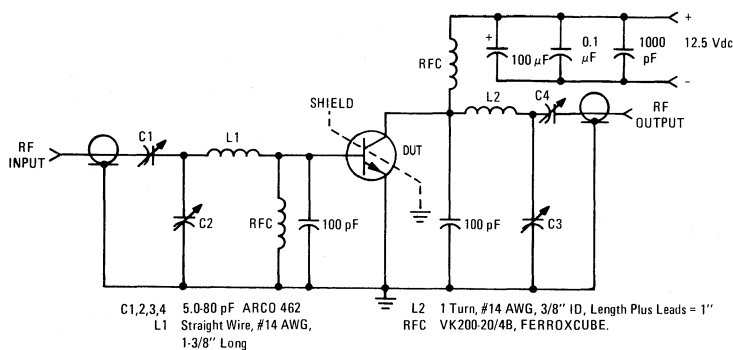 +
12.5 Vdc
-
RFC
+
100 µF
0.1
µF
1000
pF
SHIELD
L2
C4
RF
OUTPUT
RF
INPUT
C1
L1
DUT
C2
RFC
100 pF
100 pF
C3
C1,2,3,4 5.0-80 pF ARCO 462
L1 Straight Wire, #14 AWG,
1-3/8" Long
L2 1 Turn, #14 AWG, 3/8" ID, Length Plus Leads = 1"
RFC VK200-20/4B, FERROXCUBE.